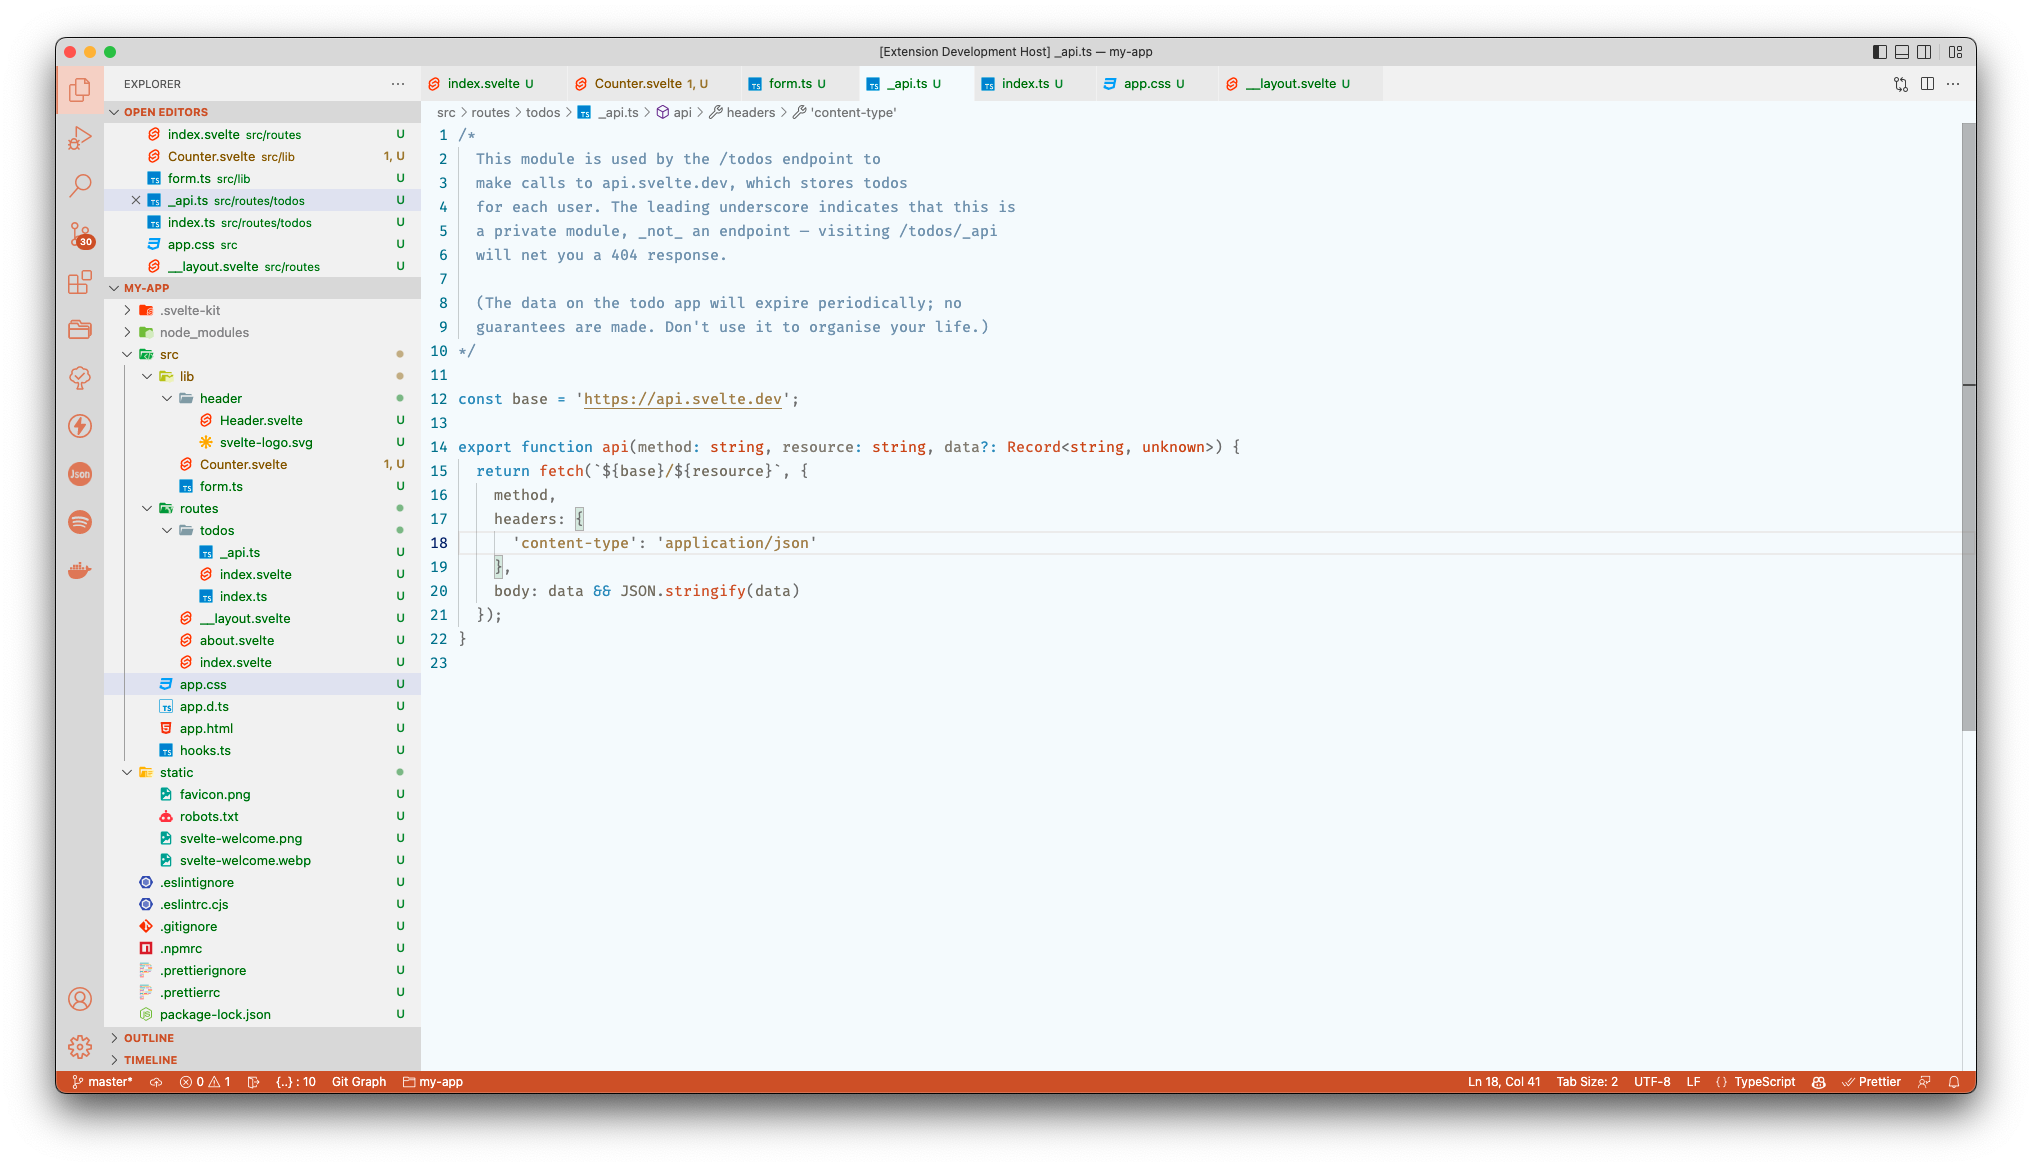 [Extension Development Host] _api.ts — my-app
EXPLORER
index.svelte U
Counter.svelte 1, U
form.ts U
_api.ts U
index.ts U
app.css U
__layout.svelte U
src > routes > todos > TS _api.ts > api > headers > 'content-type'
OPEN EDITORS
index.svelte src/routes U
Counter.svelte src/lib 1, U
TS form.ts src/lib U
TS _api.ts src/routes/todos U
TS index.ts src/routes/todos U
app.css src U
__layout.svelte src/routes U
MY-APP
.svelte-kit
node_modules
src
lib
header
Header.svelte U
svelte-logo.svg U
Counter.svelte 1, U
TS form.ts U
routes
todos
TS _api.ts U
index.svelte U
TS index.ts U
__layout.svelte U
about.svelte U
index.svelte U
app.css U
TS app.d.ts U
app.html U
TS hooks.ts U
static
favicon.png U
robots.txt U
svelte-welcome.png U
svelte-welcome.webp U
.eslintignore U
.eslintrc.cjs U
.gitignore U
.npmrc U
.prettierignore U
.prettierrc U
package-lock.json U
OUTLINE
TIMELINE
30
Json
1 /*
2 This module is used by the /todos endpoint to
3 make calls to api.svelte.dev, which stores todos
4 for each user. The leading underscore indicates that this is
5 a private module, _not_ an endpoint — visiting /todos/_api
6 will net you a 404 response.
7
8 (The data on the todo app will expire periodically; no
9 guarantees are made. Don't use it to organise your life.)
10 */
11
12 const base = 'https://api.svelte.dev';
13
14 export function api(method: string, resource: string, data?: Record<string, unknown>) {
15 return fetch(`${base}/${resource}`, {
16 method,
17 headers: {
18 'content-type': 'application/json'
19 },
20 body: data && JSON.stringify(data)
21 });
22 }
23
master* 0 1 {..} : 10 Git Graph my-app
Ln 18, Col 41 Tab Size: 2 UTF-8 LF {} TypeScript Prettier